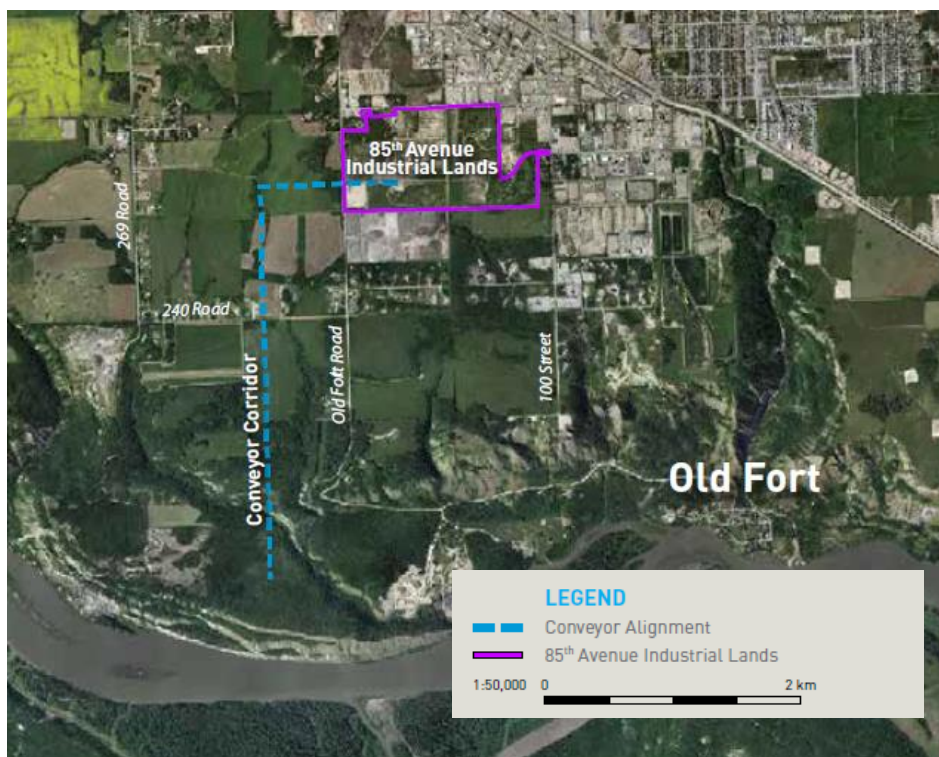 85th Avenue
Industrial Lands
269 Road
240 Road
Conveyor Corridor
Old Fort Road
100 Street
Old Fort
LEGEND
Conveyor Alignment
85th Avenue Industrial Lands
1:50,000 0 2 km